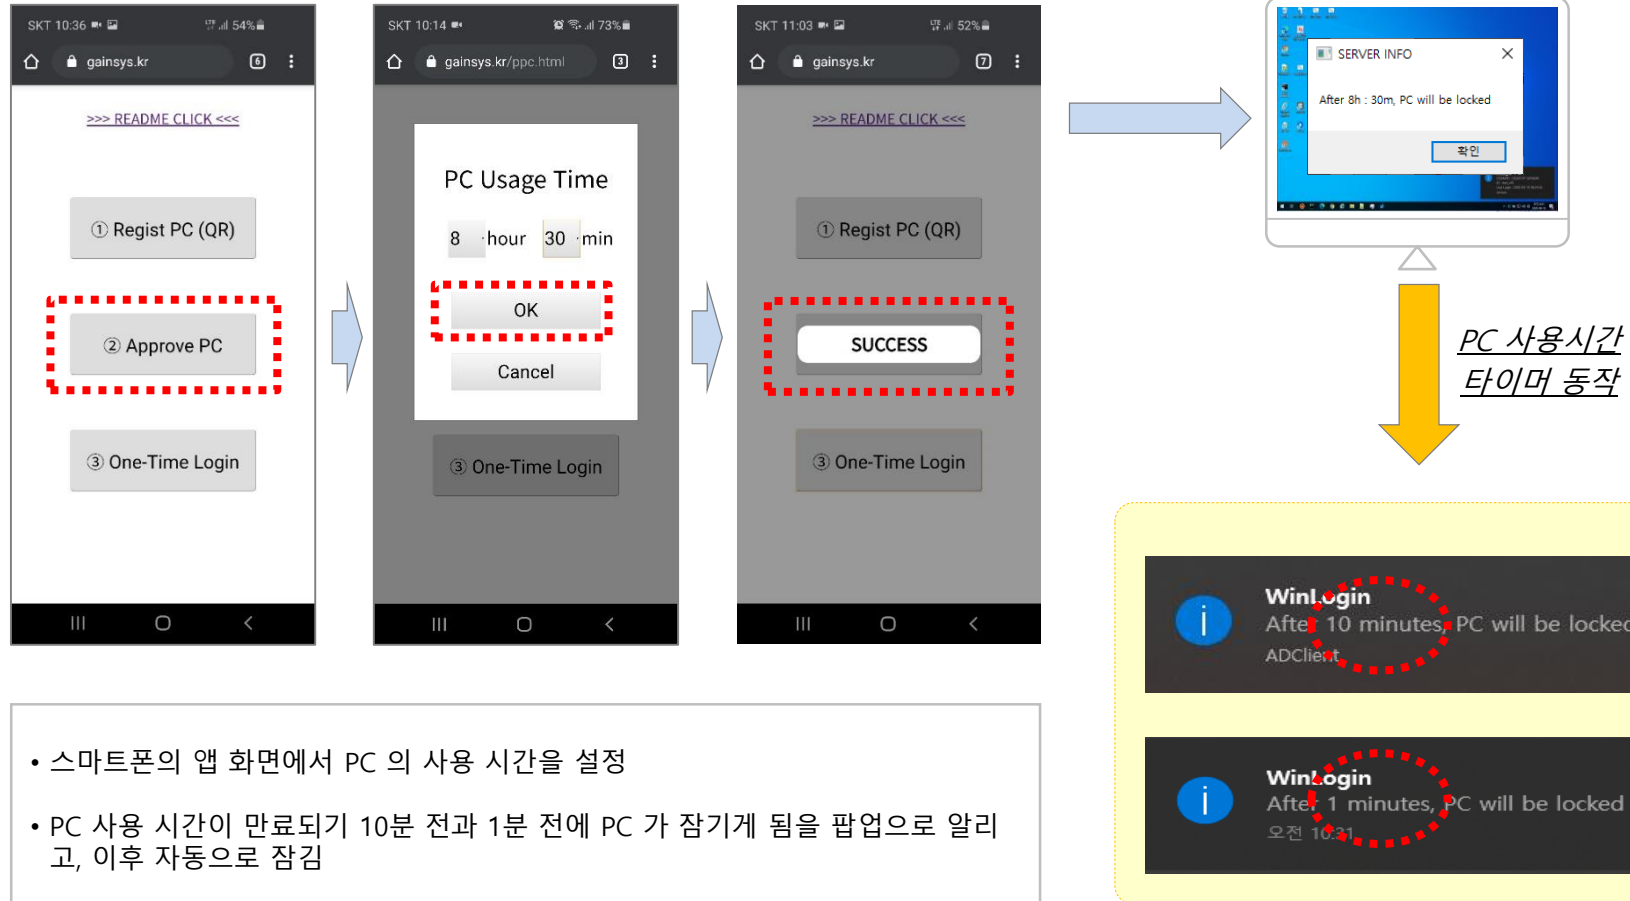 SKT 10:36 LTE 54%
gainsys.kr 6
>>> README CLICK <<<
① Regist PC (QR)
② Approve PC
③ One-Time Login
SKT 10:14 73%
gainsys.kr/ppc.html 3
PC Usage Time
8 hour 30 min
OK
Cancel
③ One-Time Login
SKT 11:03 LTE 52%
gainsys.kr 7
>>> README CLICK <<<
① Regist PC (QR)
SUCCESS
③ One-Time Login
SERVER INFO
After 8h : 30m, PC will be locked
확인
PC 사용시간
타이머 동작
WinLogin
After 10 minutes, PC will be locked
ADClient
WinLogin
After 1 minutes, PC will be locked
오전 10:31
• 스마트폰의 앱 화면에서 PC 의 사용 시간을 설정
• PC 사용 시간이 만료되기 10분 전과 1분 전에 PC 가 잠기게 됨을 팝업으로 알리
고, 이후 자동으로 잠김